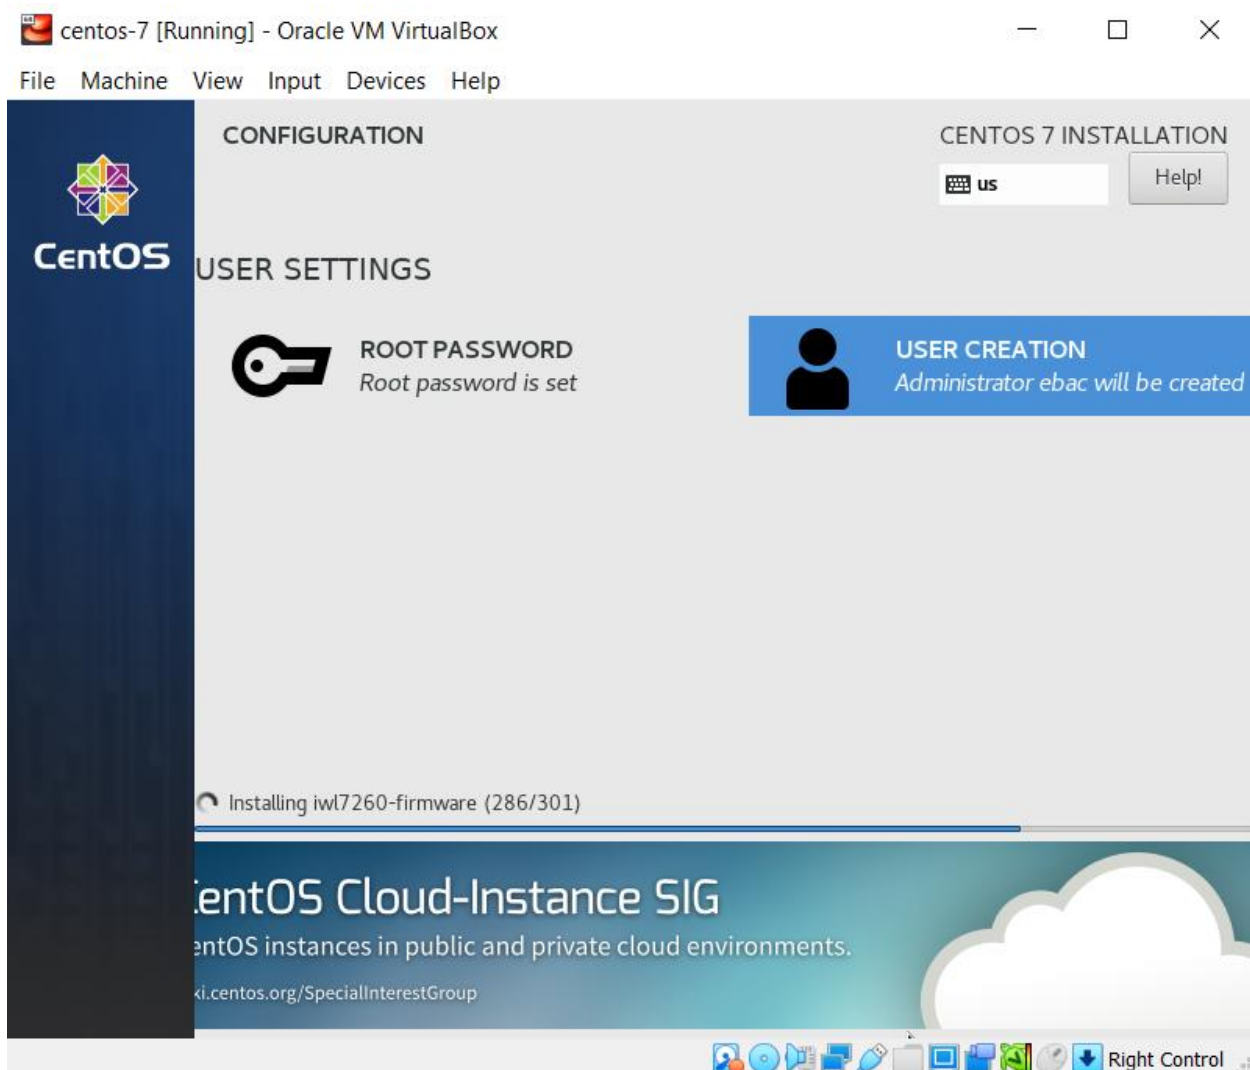 centos-7 [Running] - Oracle VM VirtualBox
File Machine View Input Devices Help
CONFIGURATION
CENTOS 7 INSTALLATION
us
Help!
CentOS
USER SETTINGS
ROOT PASSWORD
Root password is set
USER CREATION
Administrator ebac will be created
Installing iwl7260-firmware (286/301)
entOS Cloud-Instance SIG
entOS instances in public and private cloud environments.
ki.centos.org/SpecialInterestGroup
Right Control